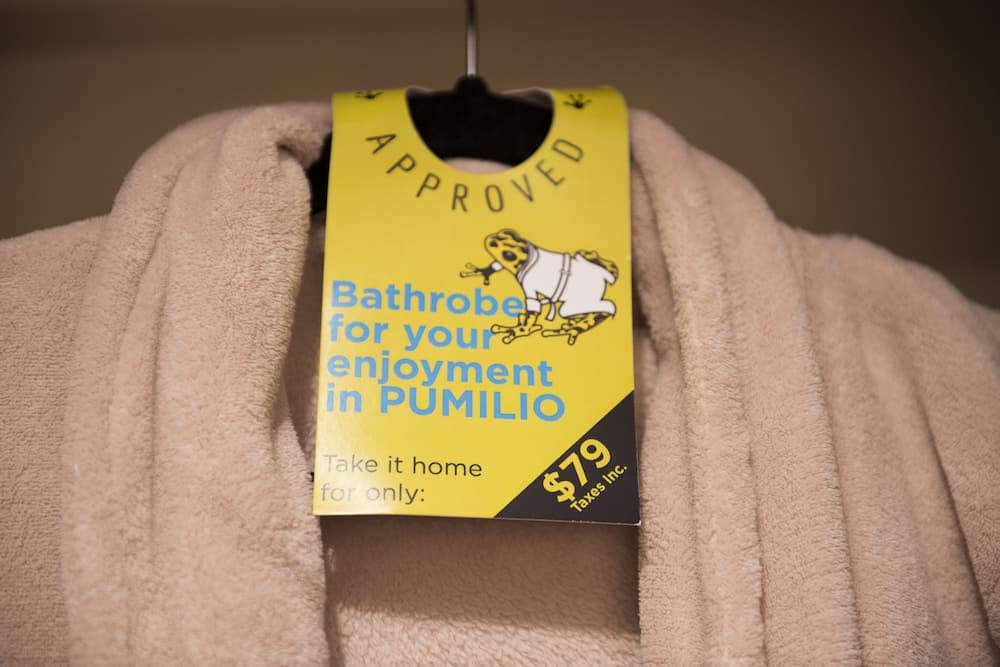 APPROVED
Bathrobe
for your
enjoyment
in PUMILIO
Take it home
for only:
$79
Taxes Inc.